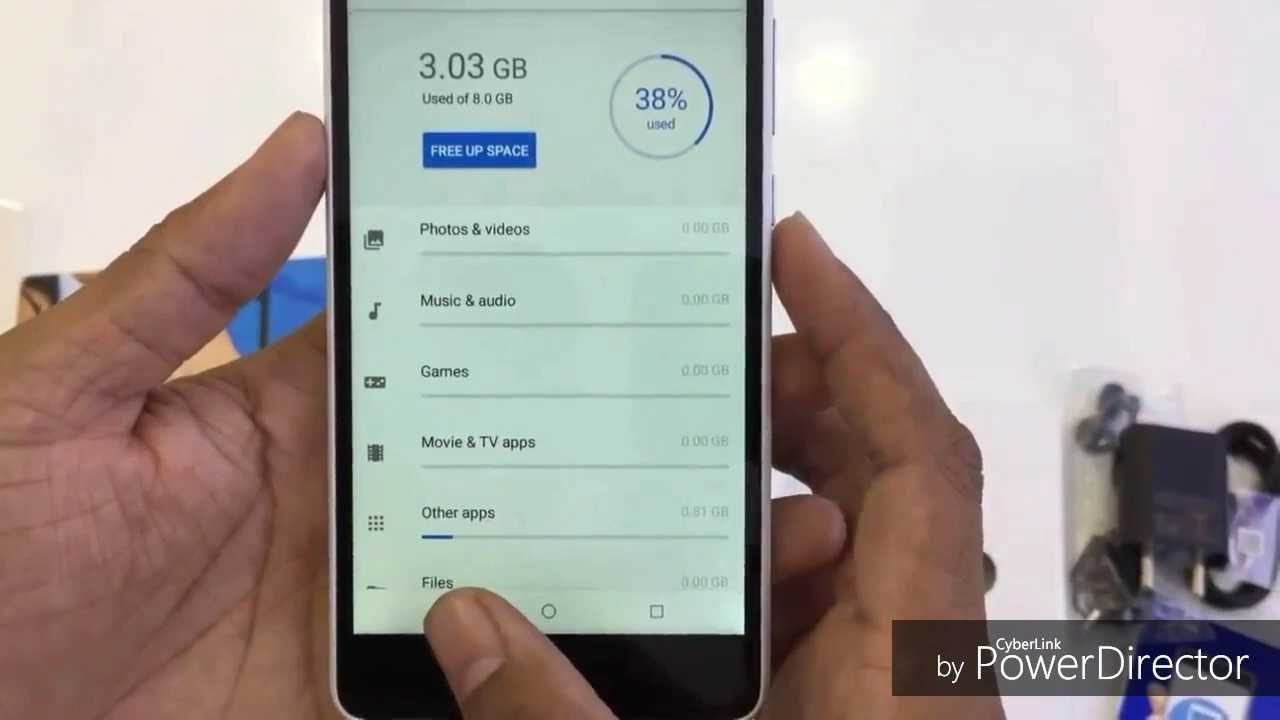 3.03 GB
Used of 8.0 GB
38%
used
FREE UP SPACE
Photos & videos 0.00 GB
Music & audio 0.00 GB
Games 0.00 GB
Movie & TV apps 0.00 GB
Other apps 0.81 GB
Files 0.00 GB
CyberLink
by PowerDirector